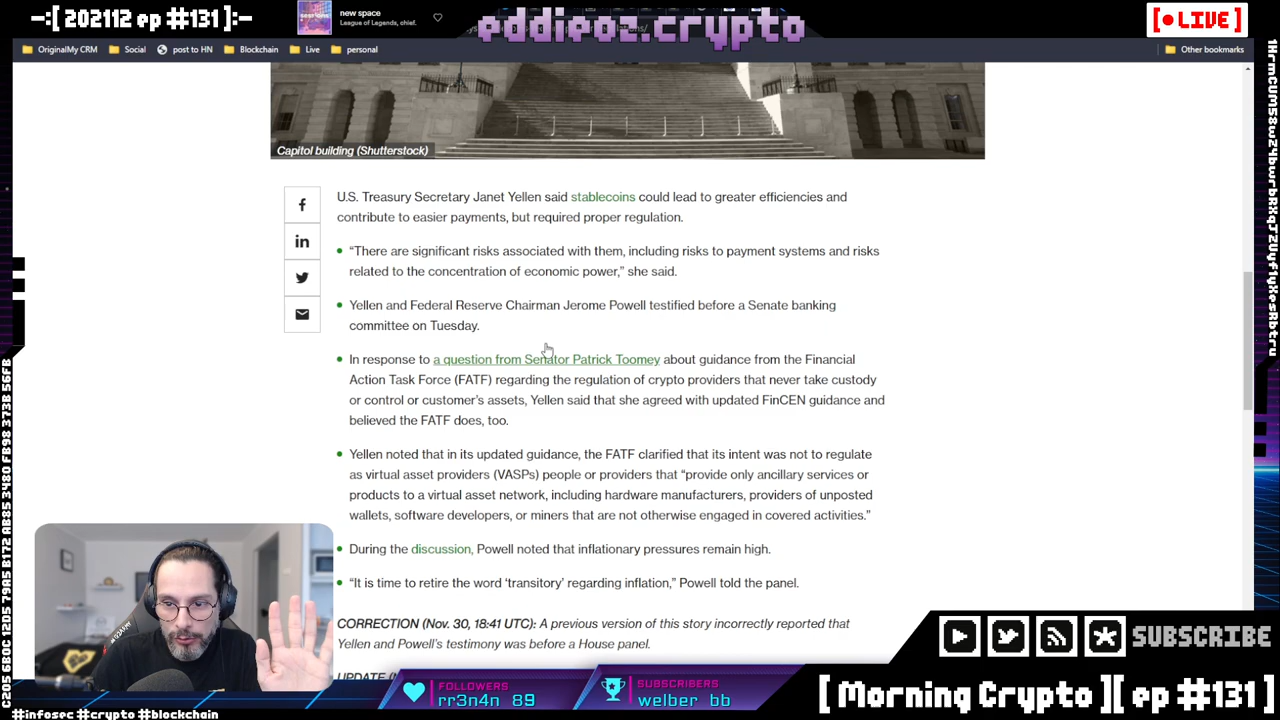 -:[ 202112 ep #131]:-
new space
League of Legends, chief.
eddieoz.crypto
[● LIVE]
OriginalMy CRM
Social
post to HN
Blockchain
Live
personal
Other bookmarks
Capitol building (Shutterstock)
U.S. Treasury Secretary Janet Yellen said stablecoins could lead to greater efficiencies and
contribute to easier payments, but required proper regulation.
“There are significant risks associated with them, including risks to payment systems and risks
related to the concentration of economic power,” she said.
Yellen and Federal Reserve Chairman Jerome Powell testified before a Senate banking
committee on Tuesday.
In response to a question from Senator Patrick Toomey about guidance from the Financial
Action Task Force (FATF) regarding the regulation of crypto providers that never take custody
or control or customer’s assets, Yellen said that she agreed with updated FinCEN guidance and
believed the FATF does, too.
Yellen noted that in its updated guidance, the FATF clarified that its intent was not to regulate
as virtual asset providers (VASPs) people or providers that “provide only ancillary services or
products to a virtual asset network, including hardware manufacturers, providers of unposted
wallets, software developers, or miners that are not otherwise engaged in covered activities.”
During the discussion, Powell noted that inflationary pressures remain high.
“It is time to retire the word ‘transitory’ regarding inflation,” Powell told the panel.
CORRECTION (Nov. 30, 18:41 UTC): A previous version of this story incorrectly reported that
Yellen and Powell’s testimony was before a House panel.
SUBSCRIBE
FOLLOWERS
rr3n4n 89
SUBSCRIBERS
welber bb
[ Morning Crypto ][ ep #131]
#infosec #crypto #blockchain